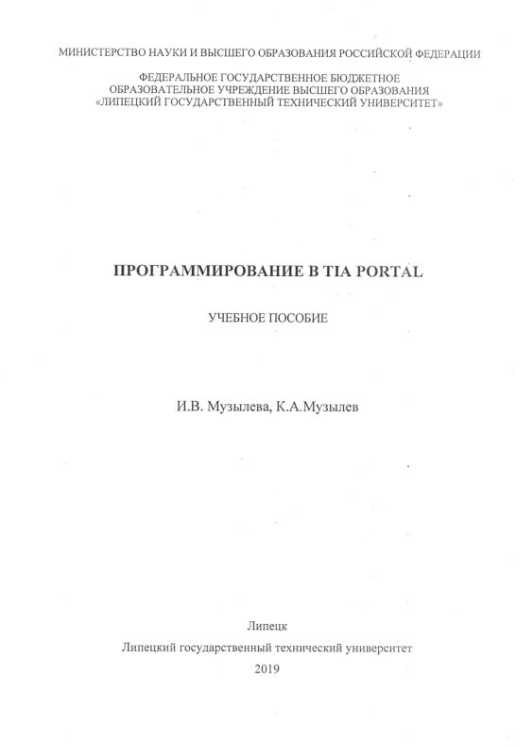 МИНИСТЕРСТВО НАУКИ И ВЫСШЕГО ОБРАЗОВАНИЯ РОССИЙСКОЙ ФЕДЕРАЦИИ
ФЕДЕРАЛЬНОЕ ГОСУДАРСТВЕННОЕ БЮДЖЕТНОЕ
ОБРАЗОВАТЕЛЬНОЕ УЧРЕЖДЕНИЕ ВЫСШЕГО ОБРАЗОВАНИЯ
«ЛИПЕЦКИЙ ГОСУДАРСТВЕННЫЙ ТЕХНИЧЕСКИЙ УНИВЕРСИТЕТ»
ПРОГРАММИРОВАНИЕ В TIA PORTAL
УЧЕБНОЕ ПОСОБИЕ
И.В. Музылева, К.А.Музылев
Липецк
Липецкий государственный технический университет
2019